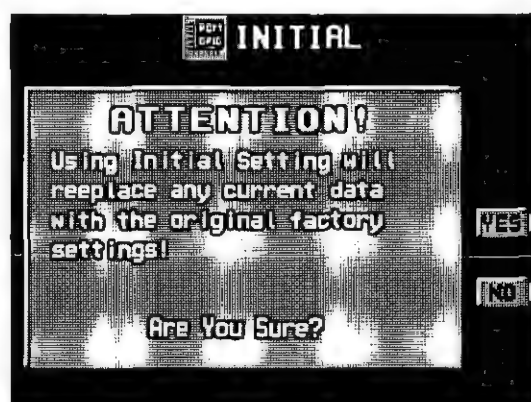 INITIAL
ATTENTION!
Using Initial Setting will
reeplace any current data
with the original factory
settings!
YES
NO
Are You Sure?